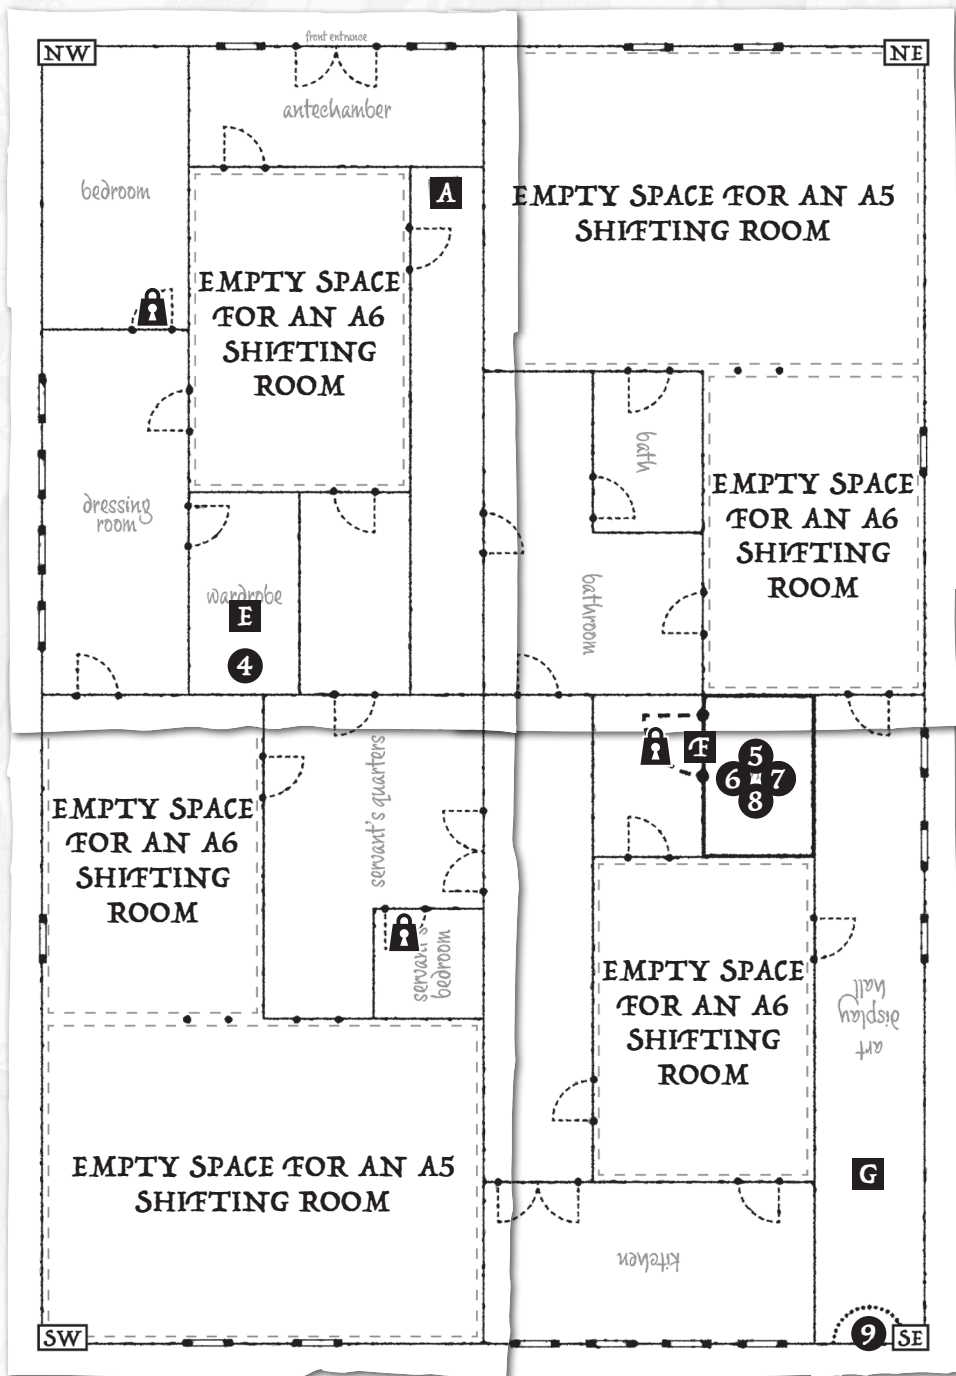 NW
front entrance
NE
antechamber
bedroom
A
EMPTY SPACE FOR AN A5
SHIFTING ROOM
EMPTY SPACE
FOR AN A6
SHIFTING
ROOM
bath
EMPTY SPACE
FOR AN A6
SHIFTING
ROOM
dressing
room
wardrobe
E
4
bathroom
servant's quarters
F
5
6
7
8
EMPTY SPACE
FOR AN A6
SHIFTING
ROOM
servant's
bedroom
EMPTY SPACE
FOR AN A6
SHIFTING
ROOM
art
display
hall
EMPTY SPACE FOR AN A5
SHIFTING ROOM
G
kitchen
SW
9
SE